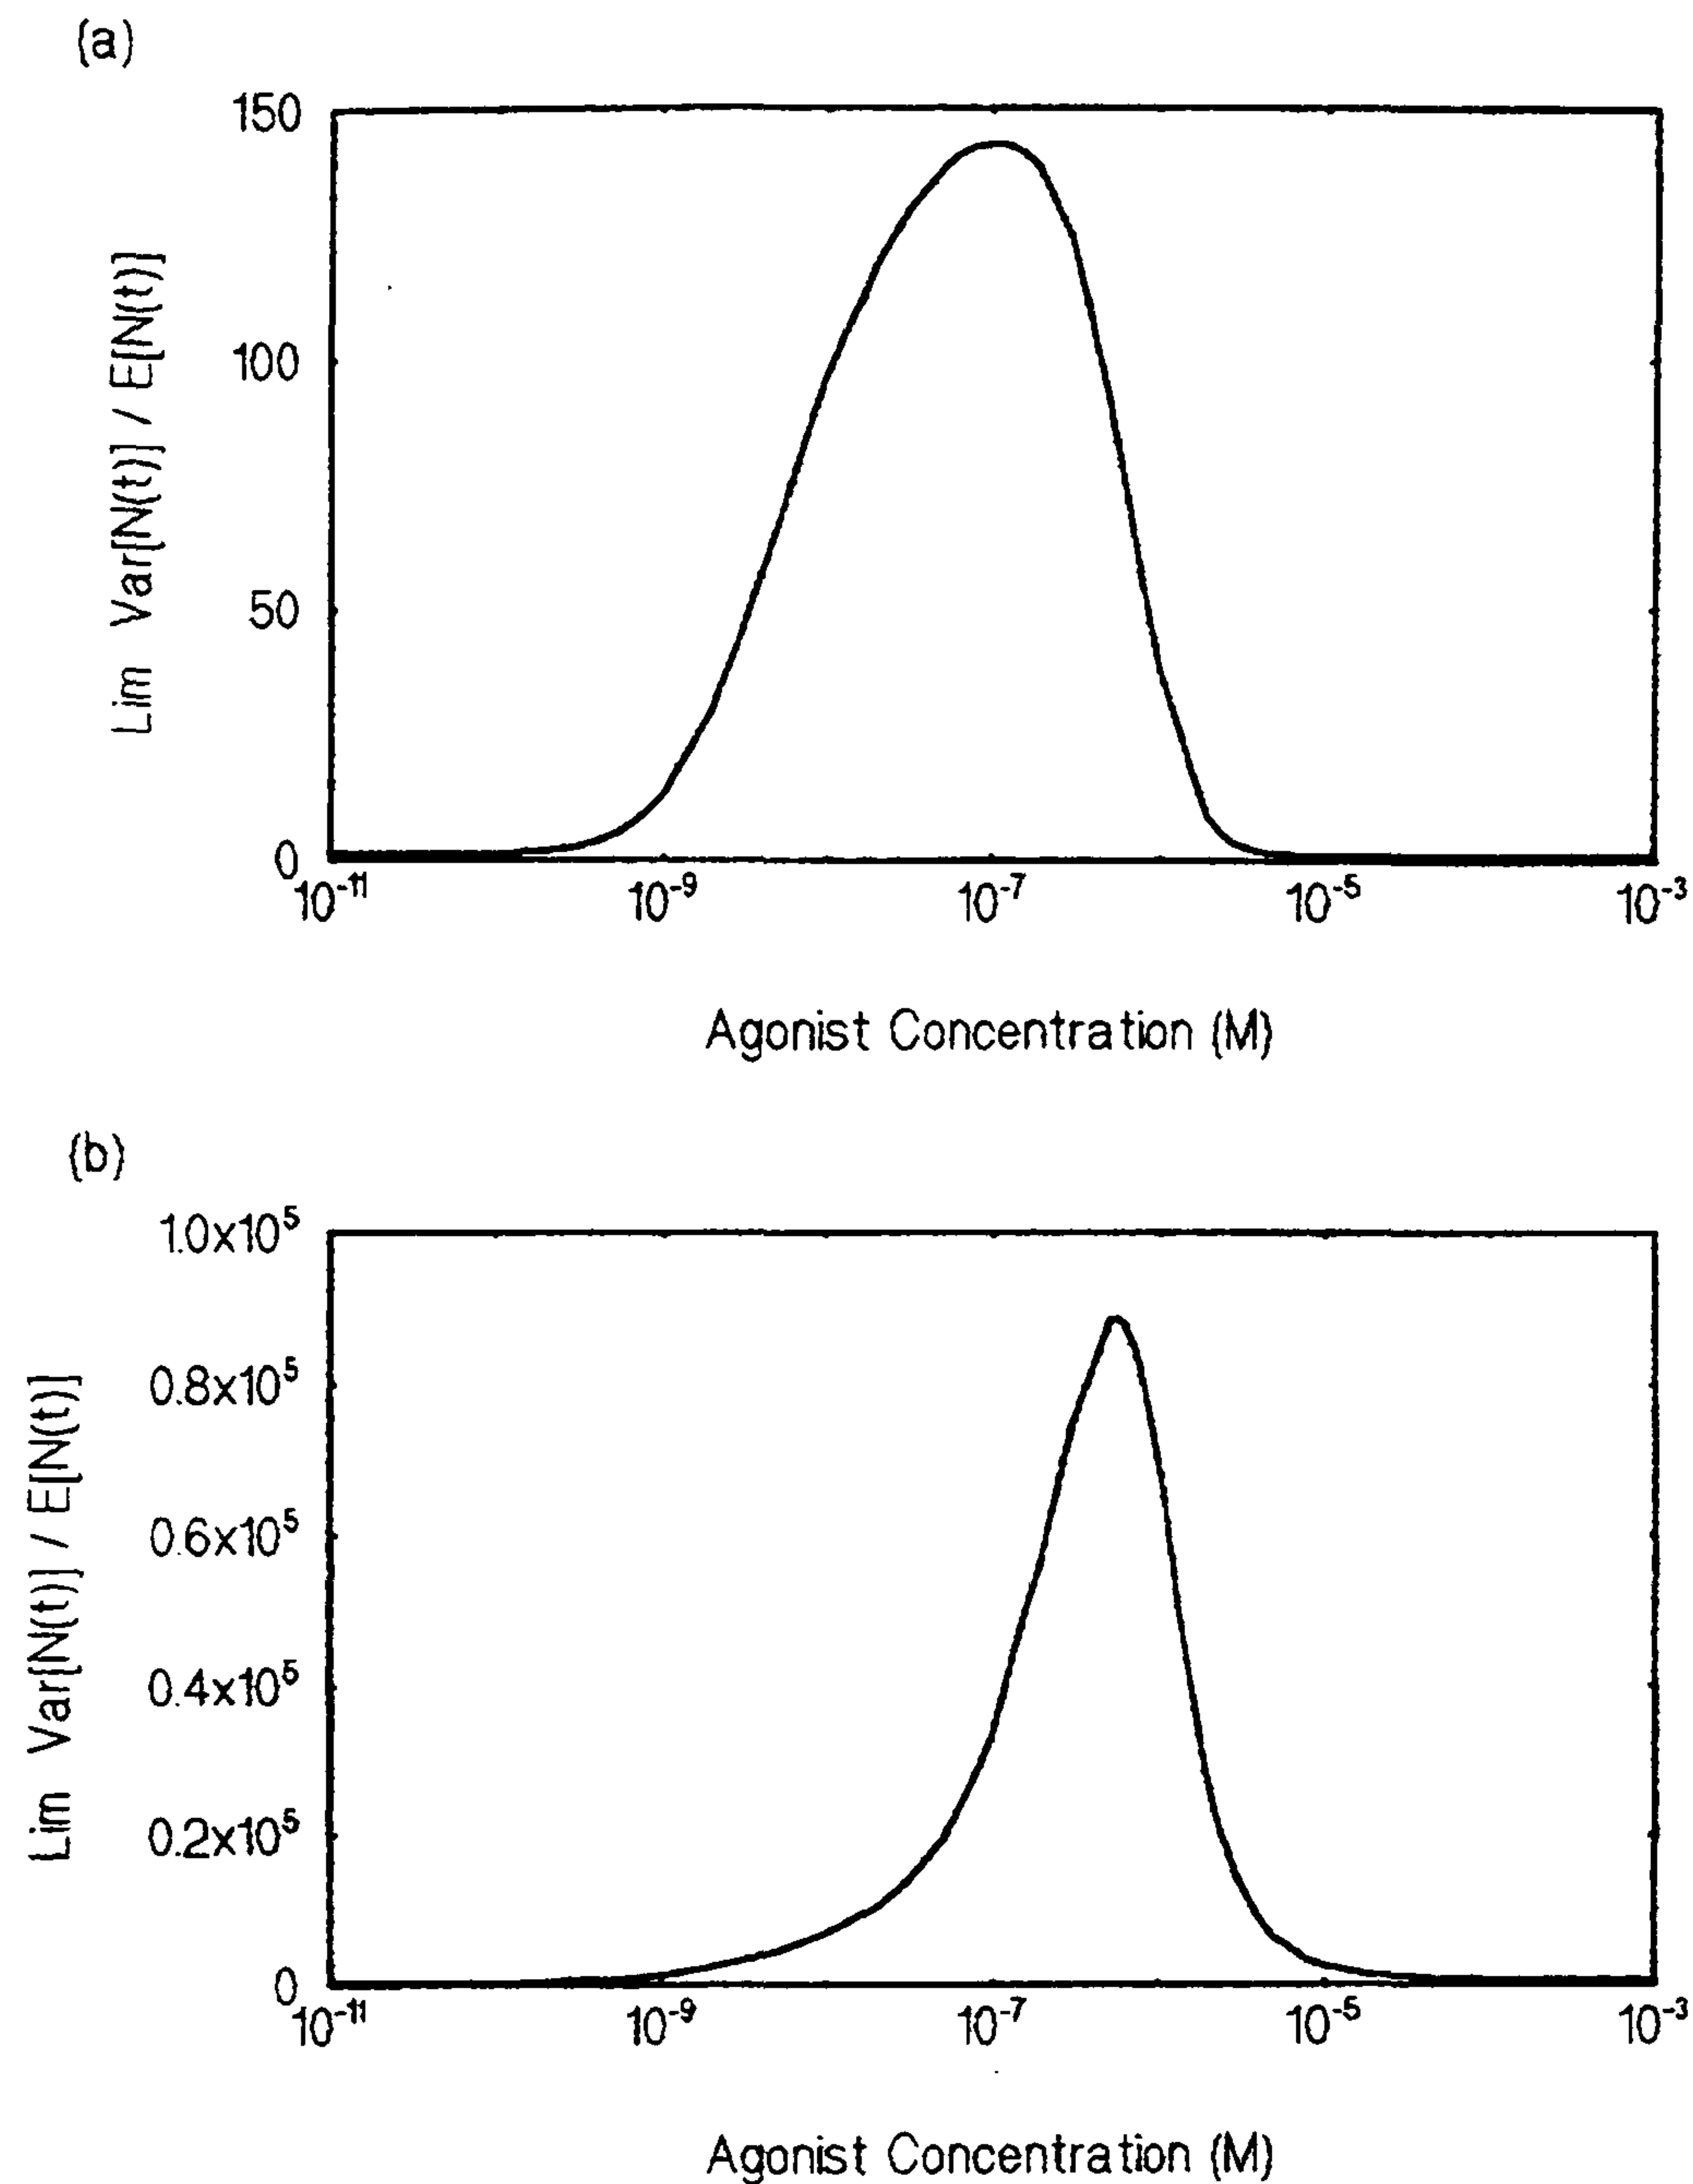 (a)
Lim Var[N(t)] / E[N(t)]
150
100
50
0
10⁻¹¹ 10⁻⁹ 10⁻⁷ 10⁻⁵ 10⁻³
Agonist Concentration (M)
(b)
Lim Var[N(t)] / E[N(t)]
1.0x10⁵
0.8x10⁵
0.6x10⁵
0.4x10⁵
0.2x10⁵
0
10⁻¹¹ 10⁻⁹ 10⁻⁷ 10⁻⁵ 10⁻³
Agonist Concentration (M)